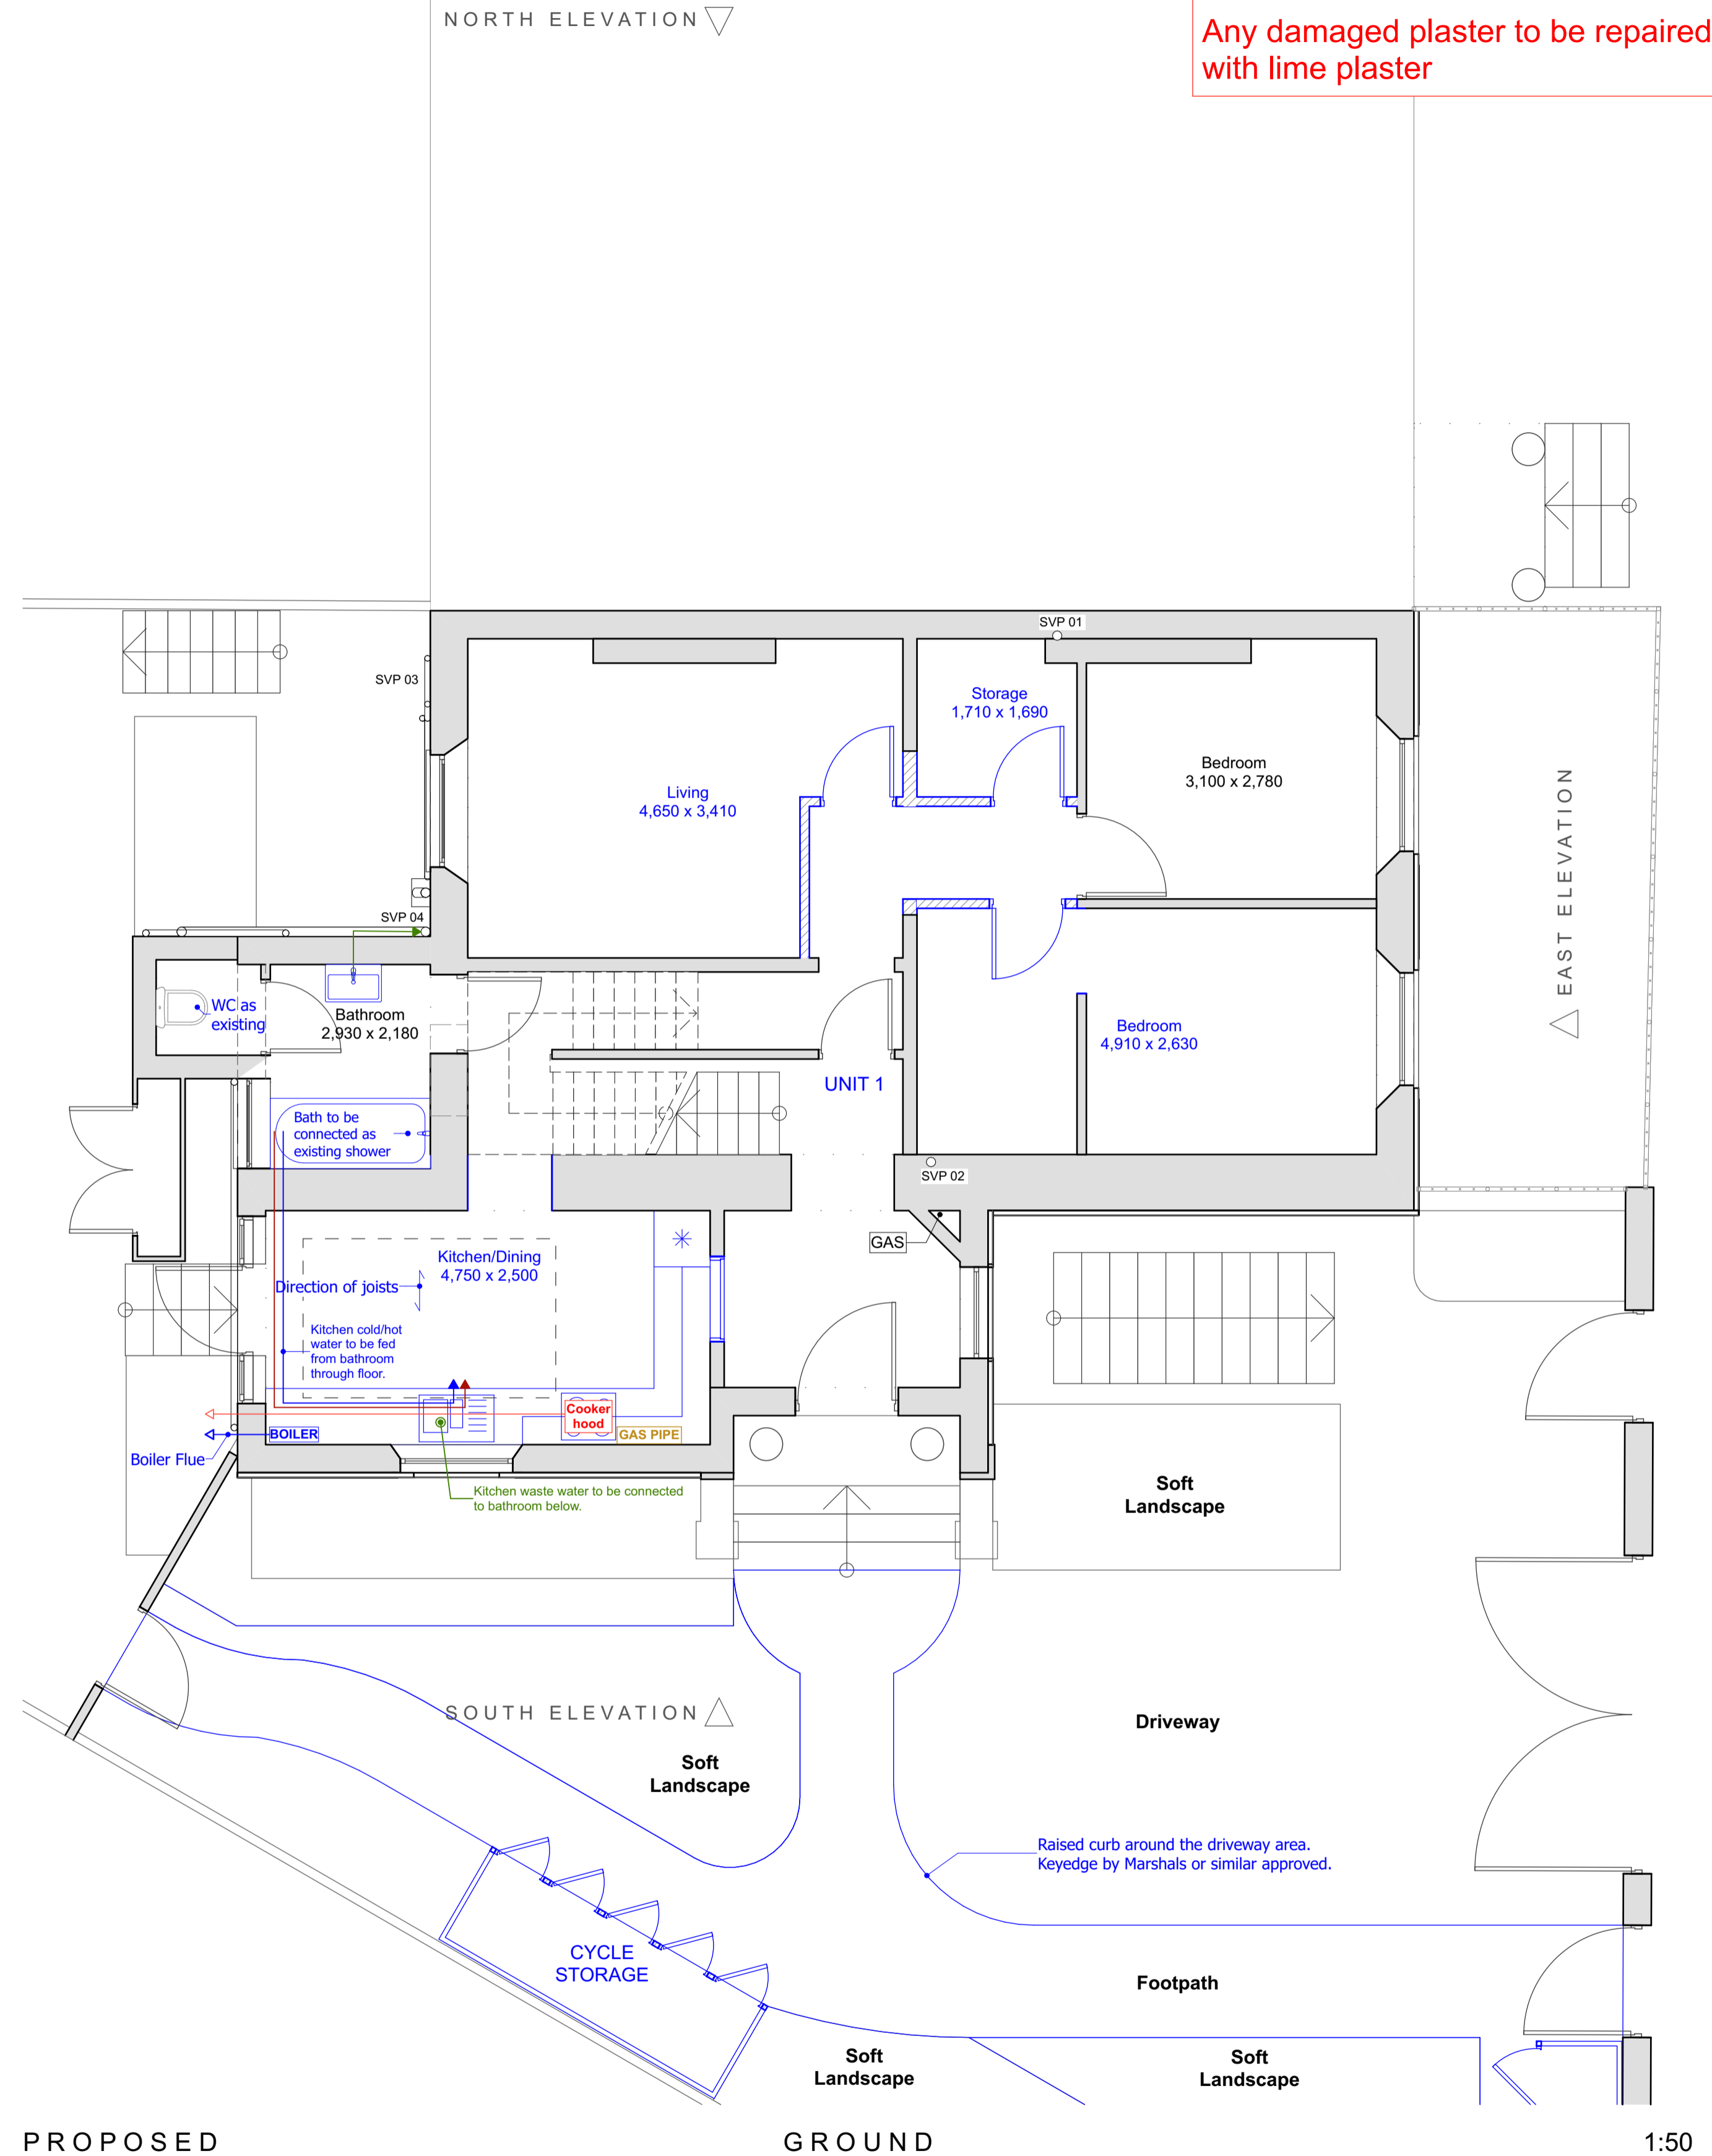 NORTH ELEVATION
Any damaged plaster to be repaired
with lime plaster
SVP 01
SVP 03
Storage
1,710 x 1,690
Bedroom
3,100 x 2,780
Living
4,650 x 3,410
EAST ELEVATION
SVP 04
WC as
existing
Bathroom
2,930 x 2,180
Bedroom
4,910 x 2,630
UNIT 1
Bath to be
connected as
existing shower
SVP 02
GAS
Kitchen/Dining
4,750 x 2,500
Direction of joists
Kitchen cold/hot
water to be fed
from bathroom
through floor.
Cooker
hood
BOILER
GAS PIPE
Boiler Flue
Kitchen waste water to be connected
to bathroom below.
Soft
Landscape
SOUTH ELEVATION
Driveway
Soft
Landscape
Raised curb around the driveway area.
Keyedge by Marshals or similar approved.
CYCLE
STORAGE
Footpath
Soft
Landscape
Soft
Landscape
PROPOSED
GROUND
1:50